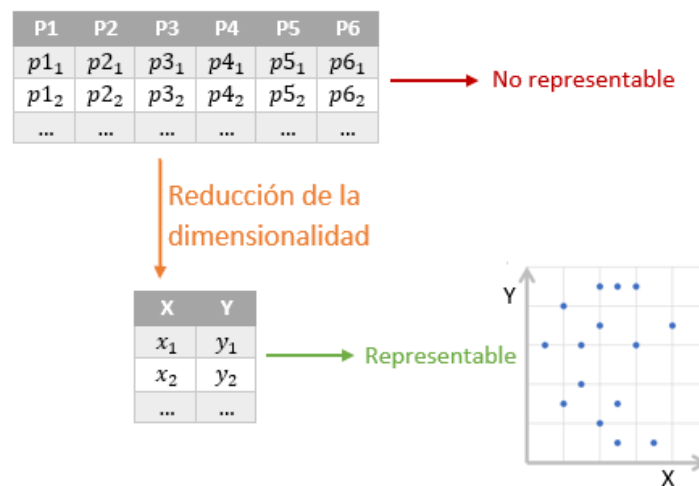 P1 P2 P3 P4 P5 P6
p1₁ p2₁ p3₁ p4₁ p5₁ p6₁
p1₂ p2₂ p3₂ p4₂ p5₂ p6₂
... ... ... ... ... ...
No representable
Reducción de la
dimensionalidad
X Y
x₁ y₁
x₂ y₂
... ...
Representable
Y
X